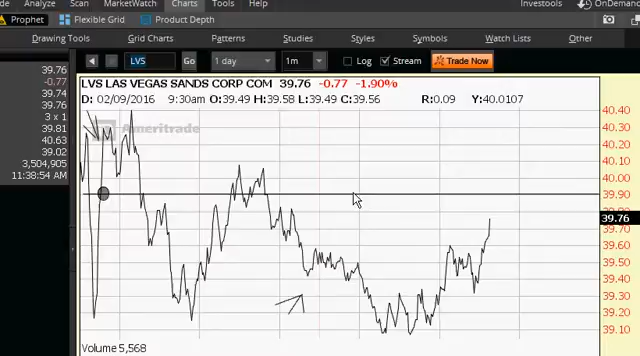 Scan MarketWatch Charts Tools Help Investools OnDemand
Prophet Flexible Grid Product Depth
Drawing Tools Grid Charts Patterns Studies Styles Symbols Watch Lists Other
LVS Go 1 day 1m Log Stream Trade Now
LVS LAS VEGAS SANDS CORP COM 39.76 -0.77 -1.90%
D: 02/09/2016 9:30am O:39.49 H:39.58 L:39.49 C:39.56 R:0.09 Y:40.0107
Ameritrade
39.76
-0.77
39.74
39.76
3 x 1
39.81
40.63
39.02
3,504,905
11:38:54 AM
40.40
40.30
40.20
40.10
40.00
39.90
39.76
39.70
39.60
39.50
39.40
39.30
39.20
39.10
Volume 5,568